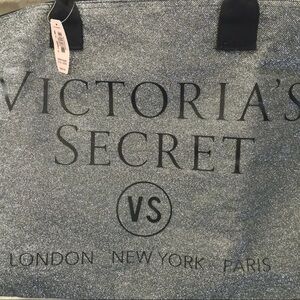 VICTORIA'S
SECRET
VS
LONDON NEW YORK PARIS